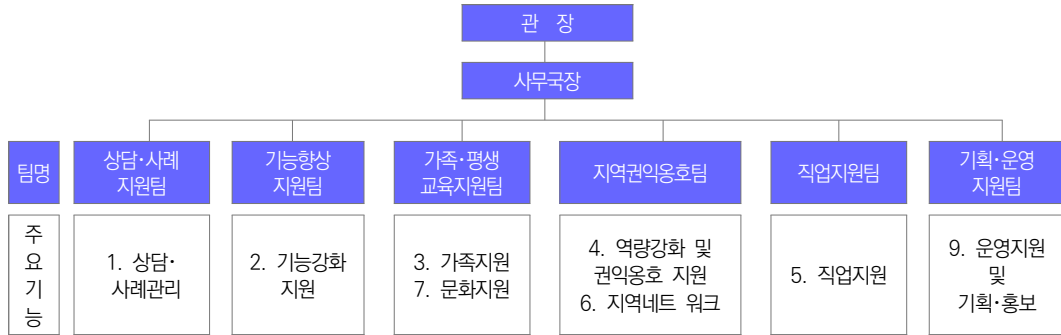 관 장
사무국장
팀명
상담·사례
지원팀
기능향상
지원팀
가족·평생
교육지원팀
지역권익옹호팀
직업지원팀
기획·운영
지원팀
주
요
기
능
1. 상담·
사례관리
2. 기능강화
지원
3. 가족지원
7. 문화지원
4. 역량강화 및
권익옹호 지원
6. 지역네트 워크
5. 직업지원
9. 운영지원
및
기획·홍보